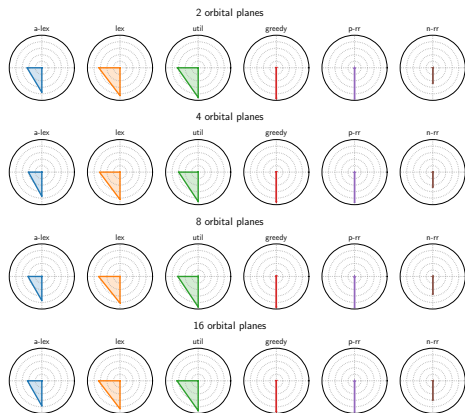 2 orbital planes
a-lex lex util greedy p-rr n-rr
4 orbital planes
a-lex lex util greedy p-rr n-rr
8 orbital planes
a-lex lex util greedy p-rr n-rr
16 orbital planes
a-lex lex util greedy p-rr n-rr